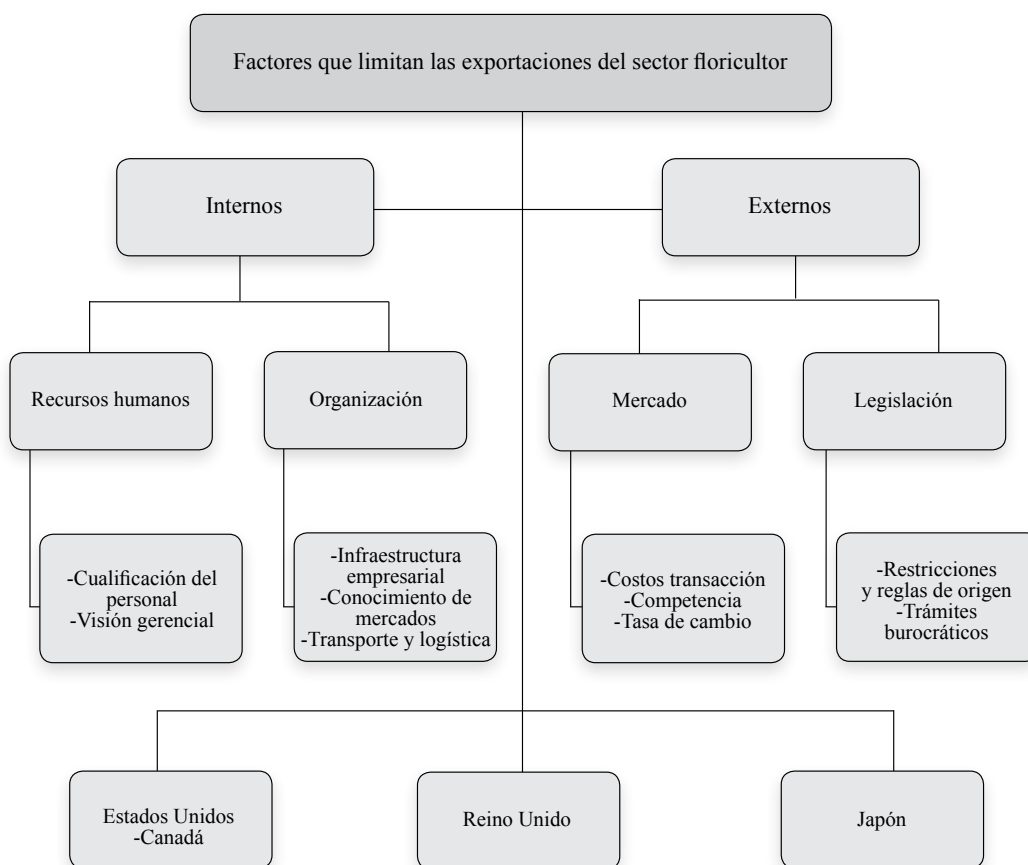 Factores que limitan las exportaciones del sector floricultor
Internos
Externos
Recursos humanos
Organización
Mercado
Legislación
-Cualificación del
personal
-Visión gerencial
-Infraestructura
empresarial
-Conocimiento de
mercados
-Transporte y logística
-Costos transacción
-Competencia
-Tasa de cambio
-Restricciones
y reglas de origen
-Trámites
burocráticos
Estados Unidos
-Canadá
Reino Unido
Japón